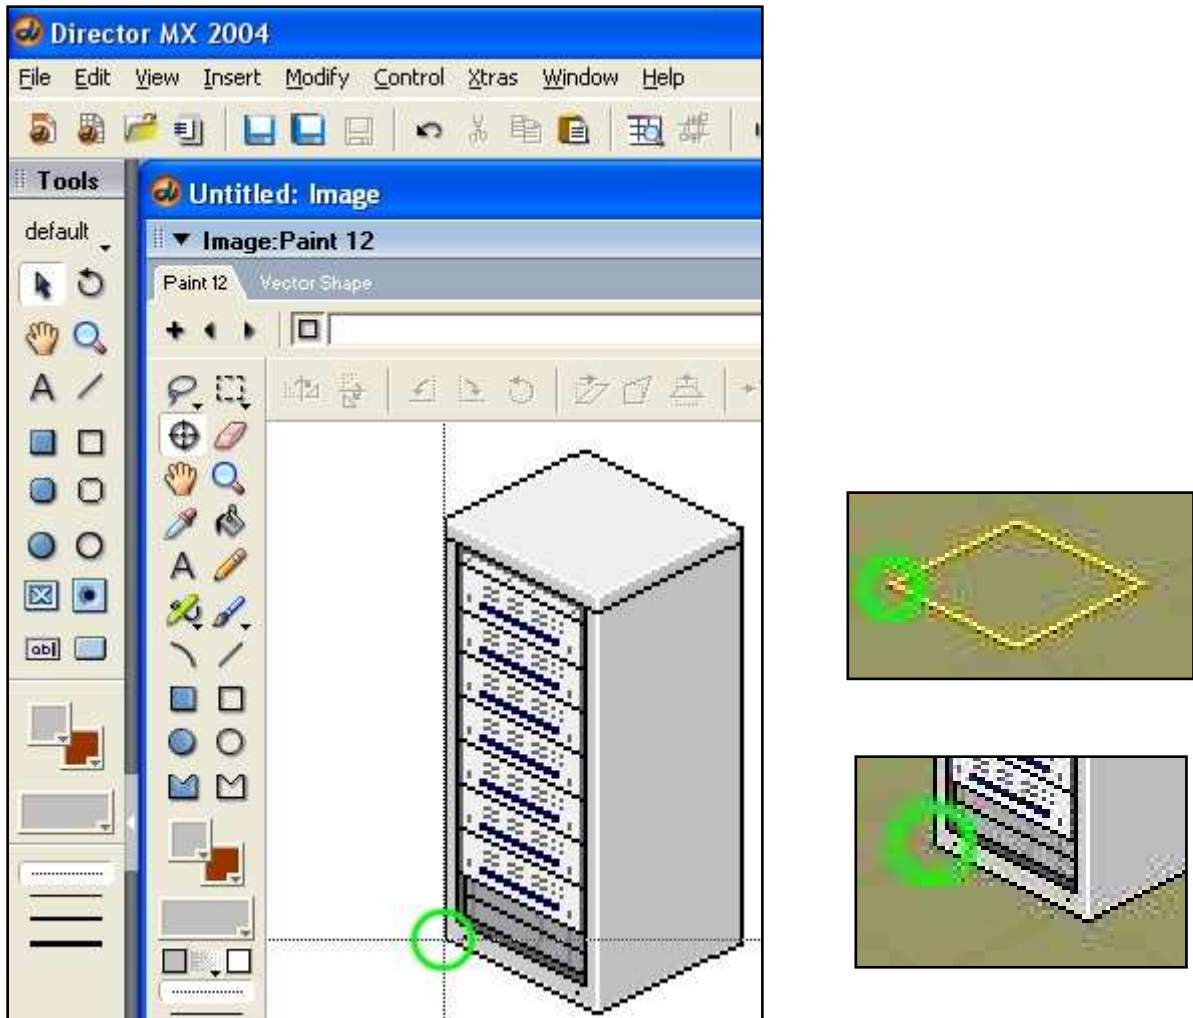 Director MX 2004
File Edit View Insert Modify Control Xtras Window Help
Tools
Untitled: Image
default
Image:Paint 12
Paint 12 Vector Shape
A
A
abl